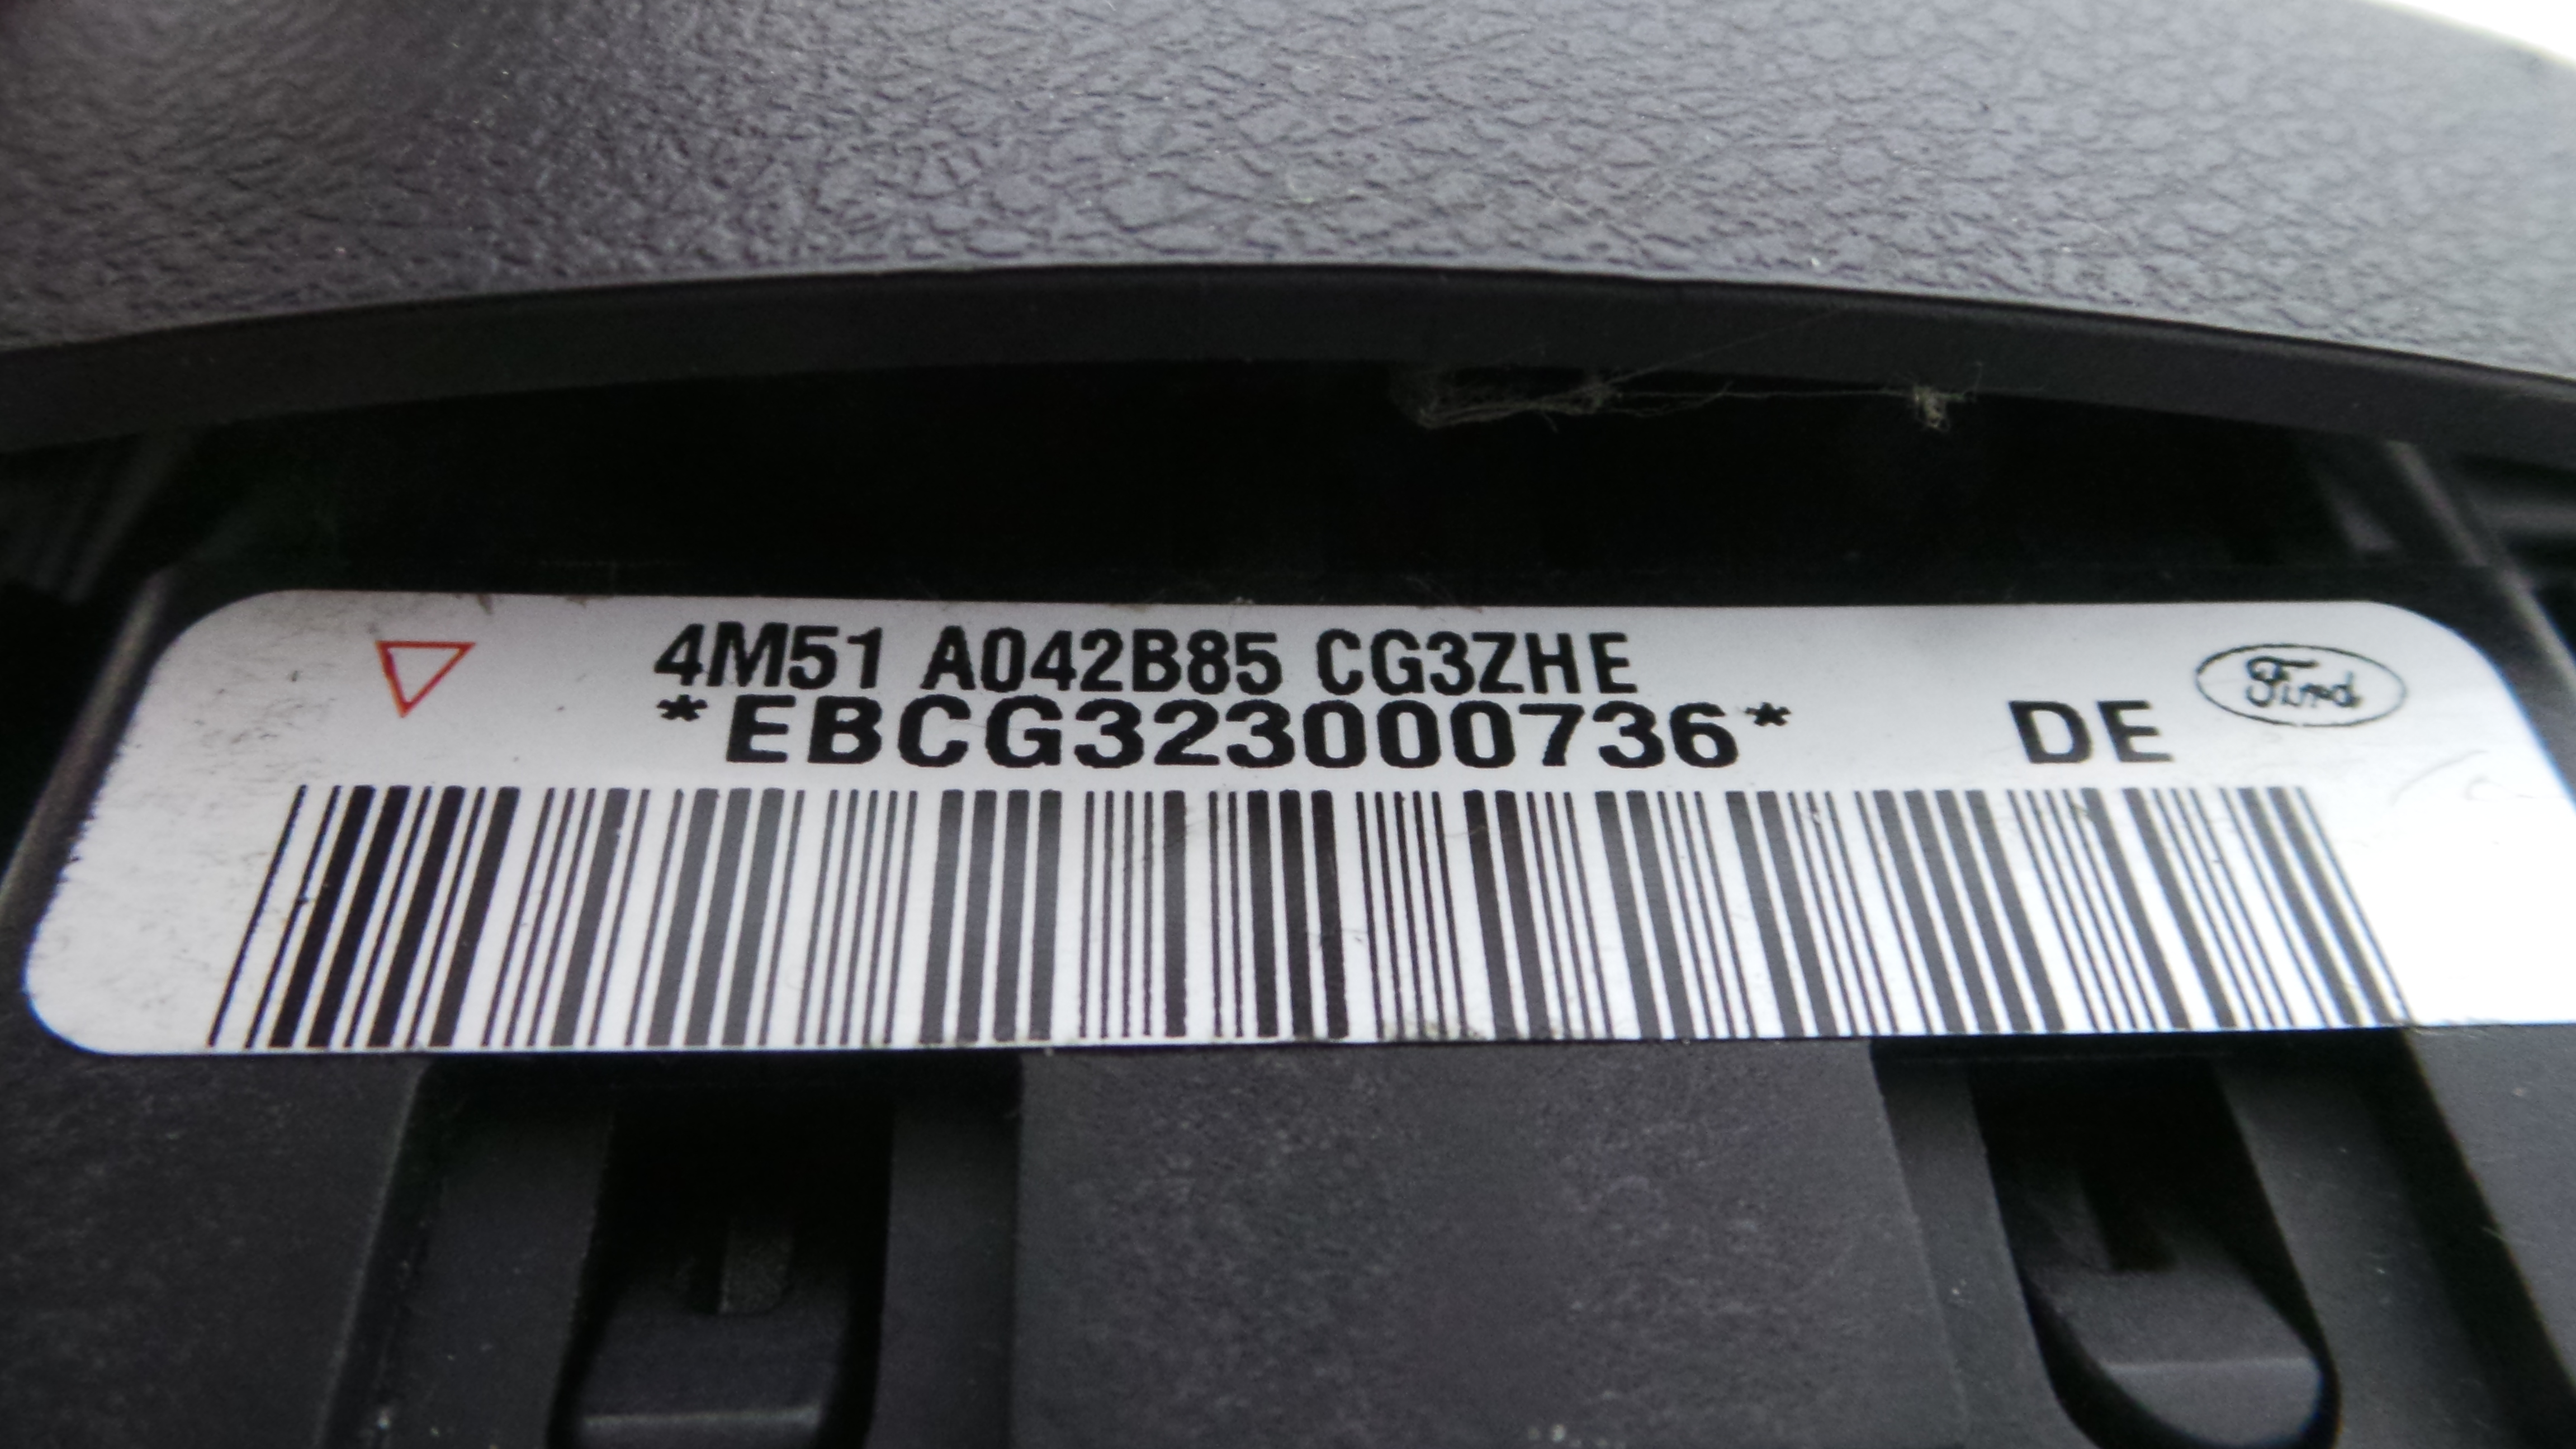 4M51 A042B85 CG3ZHE
*EBCG323000736*
DE
Ford